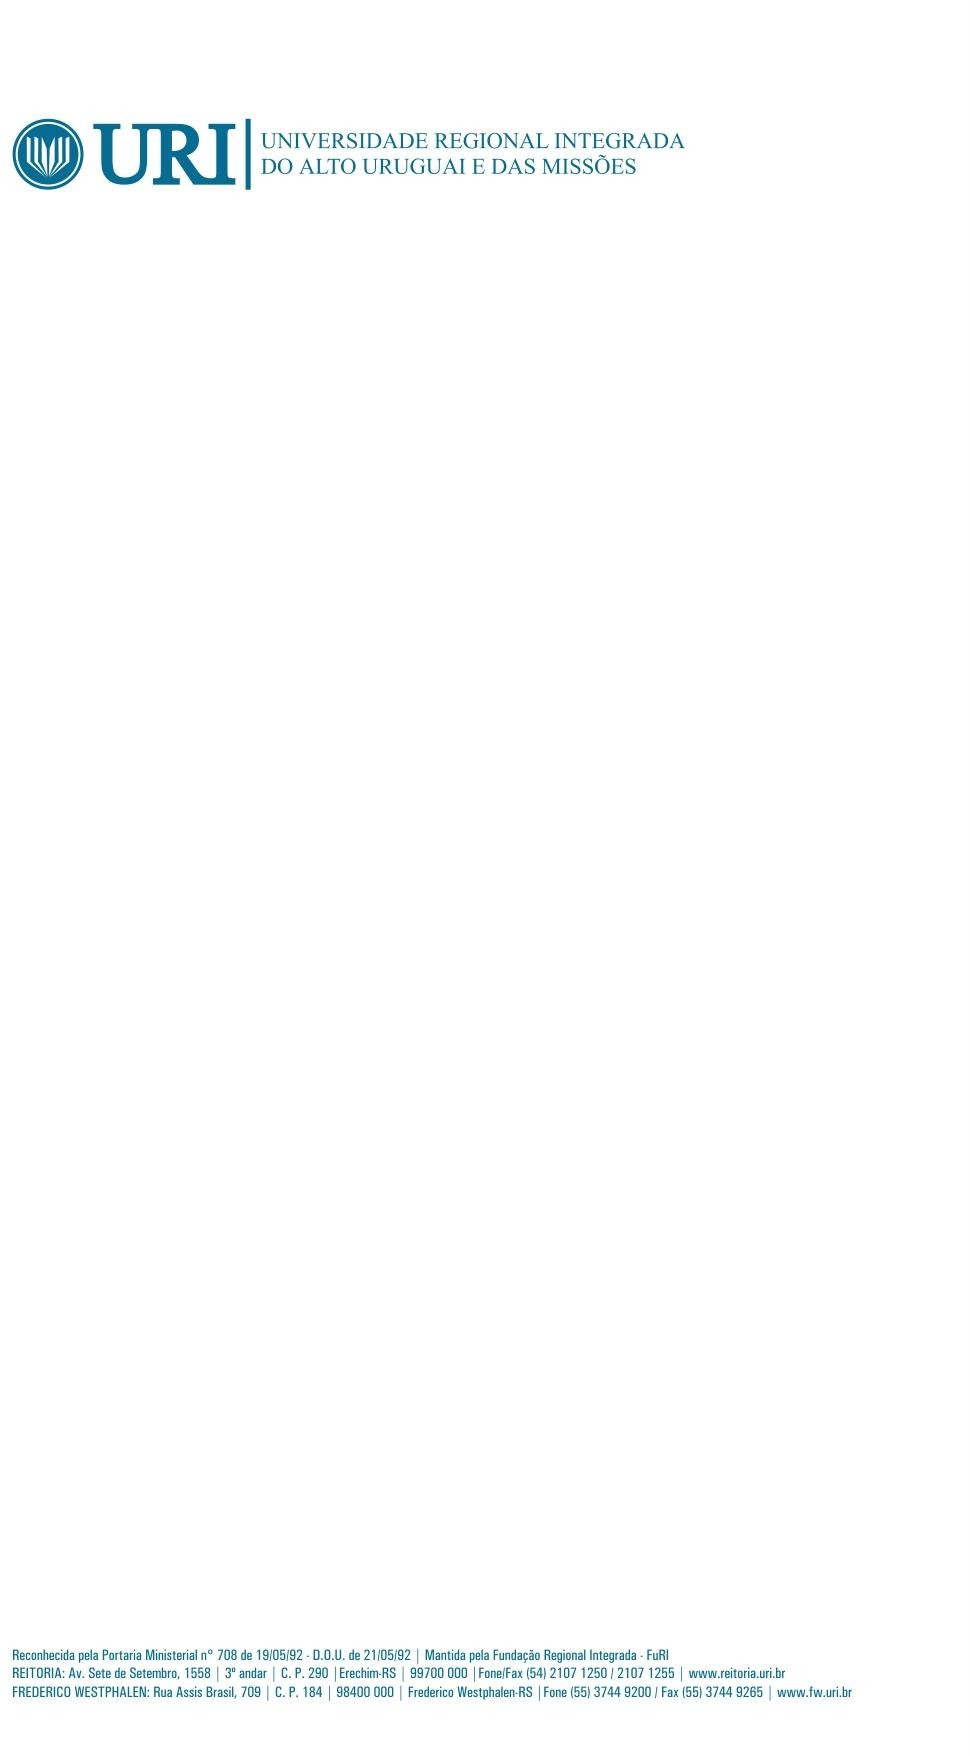 URI
UNIVERSIDADE REGIONAL INTEGRADA
DO ALTO URUGUAI E DAS MISSÕES
Reconhecida pela Portaria Ministerial n° 708 de 19/05/92 - D.O.U. de 21/05/92 | Mantida pela Fundação Regional Integrada - FuRI
REITORIA: Av. Sete de Setembro, 1558 | 3º andar | C. P. 290 | Erechim-RS | 99700 000 | Fone/Fax (54) 2107 1250 / 2107 1255 | www.reitoria.uri.br
FREDERICO WESTPHALEN: Rua Assis Brasil, 709 | C. P. 184 | 98400 000 | Frederico Westphalen-RS | Fone (55) 3744 9200 / Fax (55) 3744 9265 | www.fw.uri.br